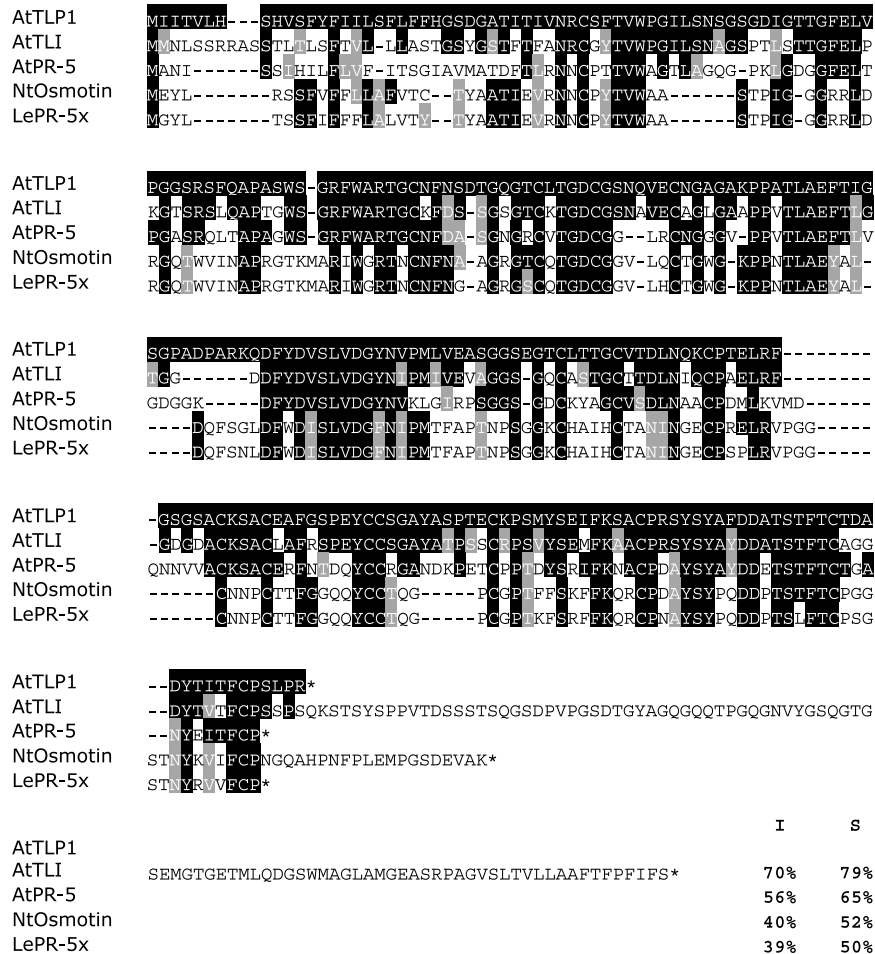 AtTLP1 MIITVLH---SHVSFYFIILSFLFFHGSDGATITIVNRCSFTVWPGILSNSGSGDIGTTGFELV
AtTLI MMNLSSRRASSTLTLSFTVL-LLASTGSYGSTFTFANRCGYTVWPGILSNAGSPTLSTTGFELP
AtPR-5 MANI------SSIHILFLVF-ITSGIAVMATDFTLRNNCPTTVWAGTLAGQG-PKLGDGGFELT
NtOsmotin MEYL-------RSSFVFFLLAFVTC--TYAATIEVRNNCPYTVWAA------STPIG-GGRRLD
LePR-5x MGYL-------TSSFIFFFLALVTY--TYAATIEVRNNCPYTVWAA------STPIG-GGRRLD
AtTLP1 PGGSRSFQAPASWS-GRFWARTGCNFNSDTGQGTCLTGDCGSNQVECNGAGAKPPATLAEFTIG
AtTLI KGTSRSLQAPTGWS-GRFWARTGCKFDS-SGSGTCKTGDCGSNAVECAGLGAAPPVTLAEFTLG
AtPR-5 PGASRQLTAPAGWS-GRFWARTGCNFDA-SGNGRCVTGDCGG--LRCNGGGV-PPVTLAEFTLV
NtOsmotin RGQTWVINAPRGTKMARIWGRTNCNFNA-AGRGTCQTGDCGGV-LQCTGWG-KPPNTLAEYAL-
LePR-5x RGQTWVINAPRGTKMARIWGRTNCNFNG-AGRGSCQTGDCGGV-LHCTGWG-KPPNTLAEYAL-
AtTLP1 SGPADPARKQDFYDVSLVDGYNVPMLVEASGGSEGTCLTTGCVTDLNQKCPTELRF--------
AtTLI TGG------DDFYDVSLVDGYNIPMIVEVAGGS-GQCASTGCTTDLNIQCPAELRF--------
AtPR-5 GDGGK-----DFYDVSLVDGYNVKLGIRPSGGS-GDCKYAGCVSDLNAACPDMLKVMD------
NtOsmotin ----DQFSGLDFWDISLVDGFNIPMTFAPTNPSGGKCHAIHCTANINGECPRELRVPGG-----
LePR-5x ----DQFSNLDFWDISLVDGFNIPMTFAPTNPSGGKCHAIHCTANINGECPSPLRVPGG-----
AtTLP1 -GSGSACKSACEAFGSPEYCCSGAYASPTECKPSMYSEIFKSACPRSYSYAFDDATSTFTCTDA
AtTLI -GDGDACKSACLAFRSPEYCCSGAYATPSSCRPSVYSEMFKAACPRSYSYAYDDATSTFTCAGG
AtPR-5 QNNVVACKSACERFNTDQYCCRGANDKPETCPPTDYSRIFKNACPDAYSYAYDDETSTFTCTGA
NtOsmotin ------CNNPCTTFGGQQYCCTQG-----PCGPTFFSKFFKQRCPDAYSYPQDDPTSTFTCPGG
LePR-5x ------CNNPCTTFGGQQYCCTQG-----PCGPTKFSRFFKQRCPNAYSYPQDDPTSLFTCPSG
AtTLP1 --DYTITFCPSLPR*
AtTLI --DYTVTFCPSSPSQKSTSYSPPVTDSSSTSQGSDPVPGSDTGYAGQGQQTPGQGNVYGSQGTG
AtPR-5 --NYEITFCP*
NtOsmotin STNYKVIFCPNGQAHPNFPLEMPGSDEVAK*
LePR-5x STNYRVVFCP*
I S
AtTLP1
AtTLI SEMGTGETMLQDGSWMAGLAMGEASRPAGVSLTVLLAAFTFPFIFS* 70% 79%
AtPR-5 56% 65%
NtOsmotin 40% 52%
LePR-5x 39% 50%